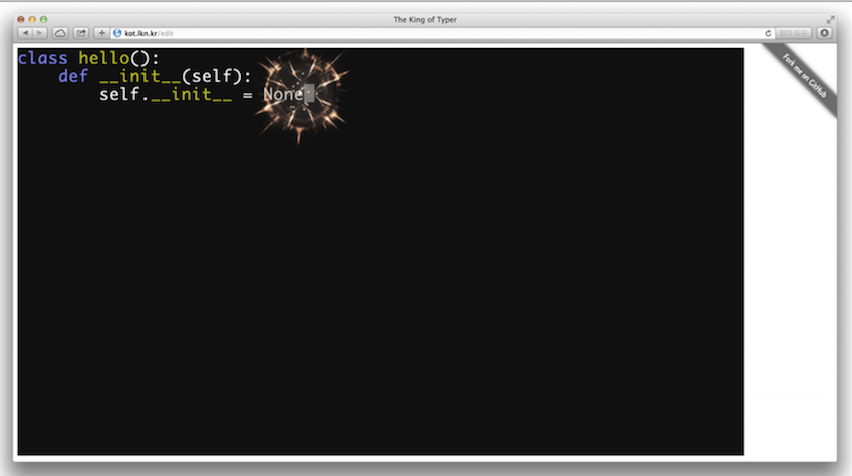 The King of Typer
kot.lkn.kr/edit
Fork me on GitHub
class hello():
def __init__(self):
self.__init__ = None